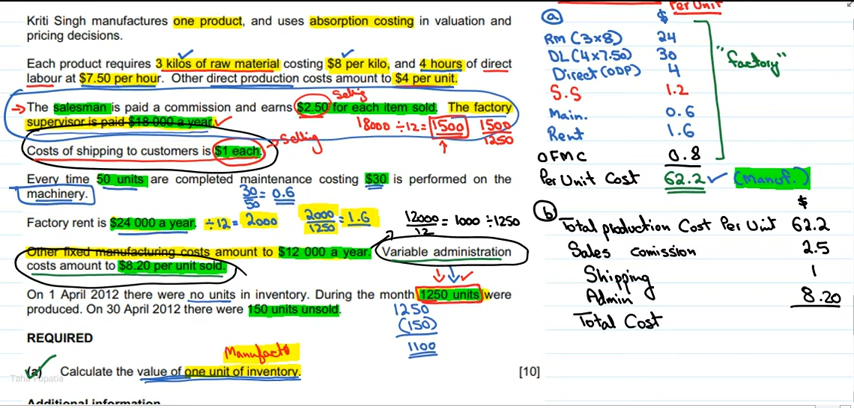 Kriti Singh manufactures one product, and uses absorption costing in valuation and
pricing decisions.
Each product requires 3 kilos of raw material costing $8 per kilo, and 4 hours of direct
labour at $7.50 per hour. Other direct production costs amount to $4 per unit.
Selling
The salesman is paid a commission and earns $2.50 for each item sold. The factory
supervisor is paid $18 000 a year.
18000 ÷12= 1500
1500
1250
Costs of shipping to customers is $1 each. Selling
Every time 50 units are completed maintenance costing $30 is performed on the
machinery.
30
50
= 0.6
Factory rent is $24 000 a year. ÷12 = 2000
2000
1250
= 1.6
12000
12
= 1000 ÷1250
Other fixed manufacturing costs amount to $12 000 a year. Variable administration
costs amount to $8.20 per unit sold.
On 1 April 2012 there were no units in inventory. During the month 1250 units were
produced. On 30 April 2012 there were 150 units unsold.
1250
(150)
1100
REQUIRED
Manufacto
(a) Calculate the value of one unit of inventory.
[10]
Additional information
Per Unit
(a) $
RM (3×8) 24
DL (4×7.50) 30
Direct (ODP) 4
S.S 1.2
Main. 0.6
Rent 1.6
OFMC 0.8
"factory"
Per Unit Cost 62.2 (Manuf.)
(b) $
Total production Cost Per Unit 62.2
Sales Comission 2.5
Shipping 1
Admin 8.20
Total Cost